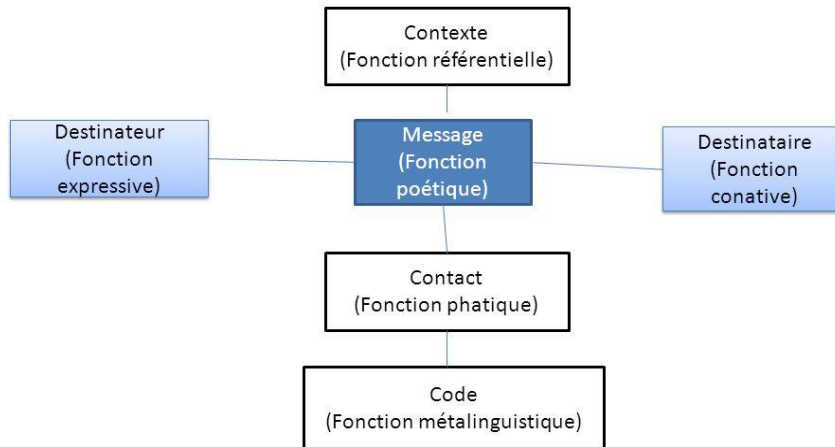 Contexte
(Fonction référentielle)
Destinateur
(Fonction
expressive)
Message
(Fonction
poétique)
Destinataire
(Fonction
conative)
Contact
(Fonction phatique)
Code
(Fonction métalinguistique)